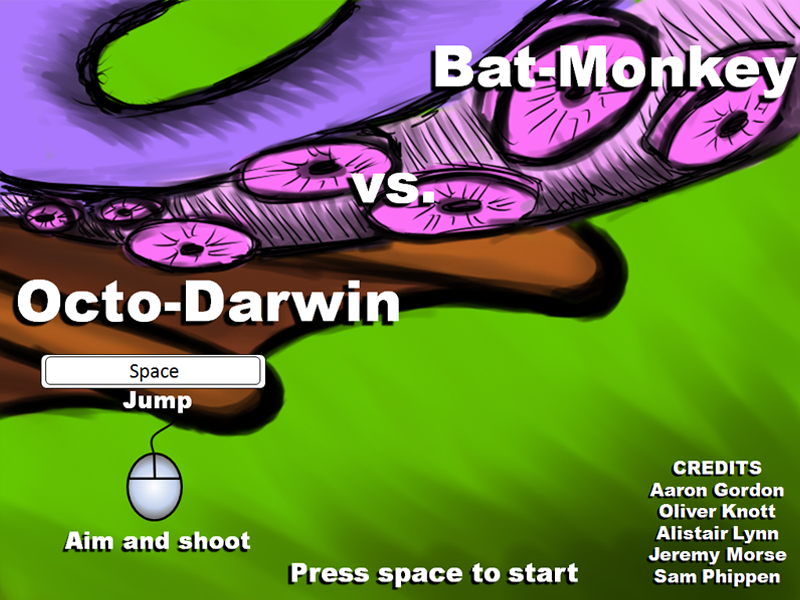 Bat-Monkey
vs.
Octo-Darwin
Space
Jump
Aim and shoot
Press space to start
CREDITS
Aaron Gordon
Oliver Knott
Alistair Lynn
Jeremy Morse
Sam Phippen